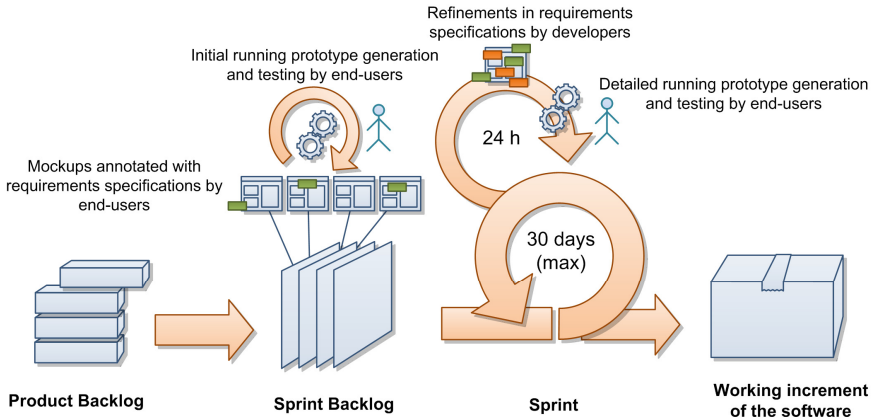 Refinements in requirements
specifications by developers
Initial running prototype generation
and testing by end-users
Detailed running prototype generation
and testing by end-users
24 h
Mockups annotated with
requirements specifications by
end-users
30 days
(max)
Product Backlog
Sprint Backlog
Sprint
Working increment
of the software